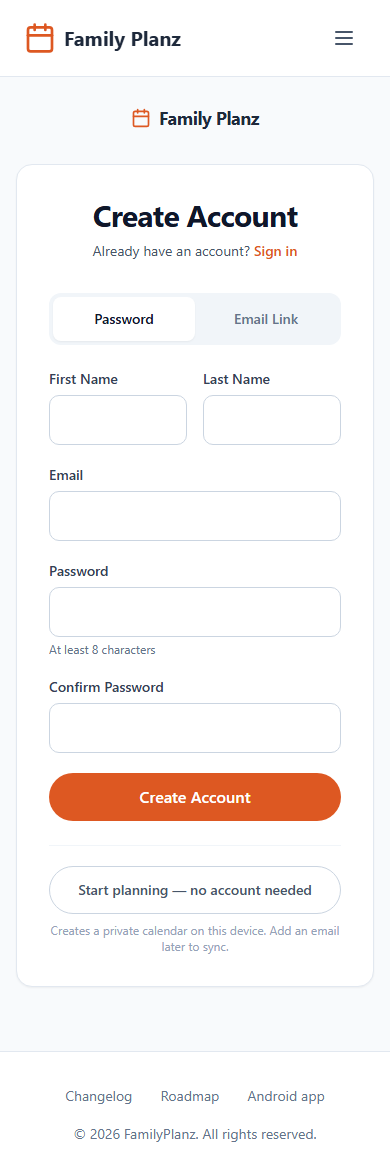 Family Planz
Family Planz
Create Account
Already have an account? Sign in
Password Email Link
First Name Last Name
Email
Password
At least 8 characters
Confirm Password
Create Account
Start planning — no account needed
Creates a private calendar on this device. Add an email
later to sync.
Changelog Roadmap Android app
© 2026 FamilyPlanz. All rights reserved.